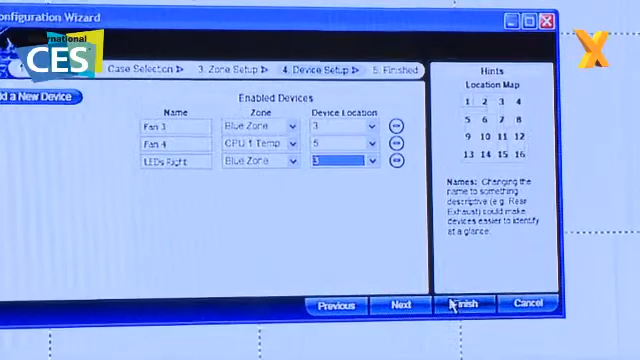 onfiguration Wizard
International
CES
X
Case Selection
3. Zone Setup
4. Device Setup
5. Finished
d a New Device
Enabled Devices
Name
Zone
Device Location
Fan 3
Blue Zone
3
Fan 4
CPU 1 Temp
5
LEDs Right
Blue Zone
3
Hints
Location Map
1 2 3 4
5 6 7 8
9 10 11 12
13 14 15 16
Names: Changing the
name to something
descriptive (e.g. Rear
Exhaust) could make
devices easier to identify
at a glance.
Previous
Next
Finish
Cancel